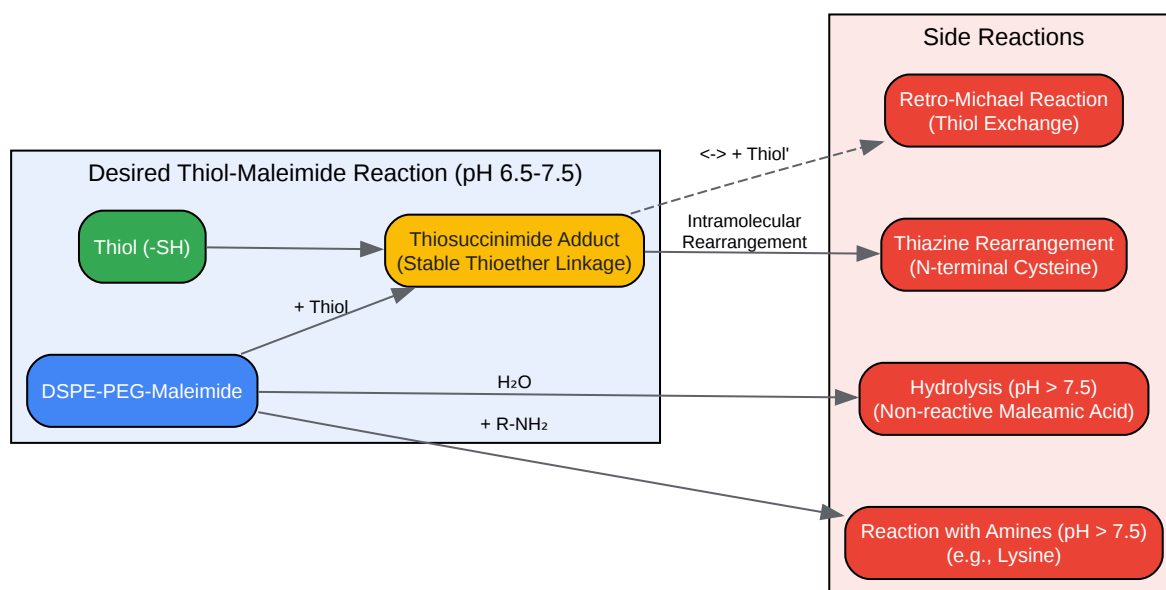 Side Reactions
Retro-Michael Reaction
(Thiol Exchange)
<-> + Thiol'
Desired Thiol-Maleimide Reaction (pH 6.5-7.5)
Thiol (-SH)
Thiosuccinimide Adduct
(Stable Thioether Linkage)
Intramolecular
Rearrangement
Thiazine Rearrangement
(N-terminal Cysteine)
+ Thiol
DSPE-PEG-Maleimide
H₂O
Hydrolysis (pH > 7.5)
(Non-reactive Maleamic Acid)
+ R-NH₂
Reaction with Amines (pH > 7.5)
(e.g., Lysine)